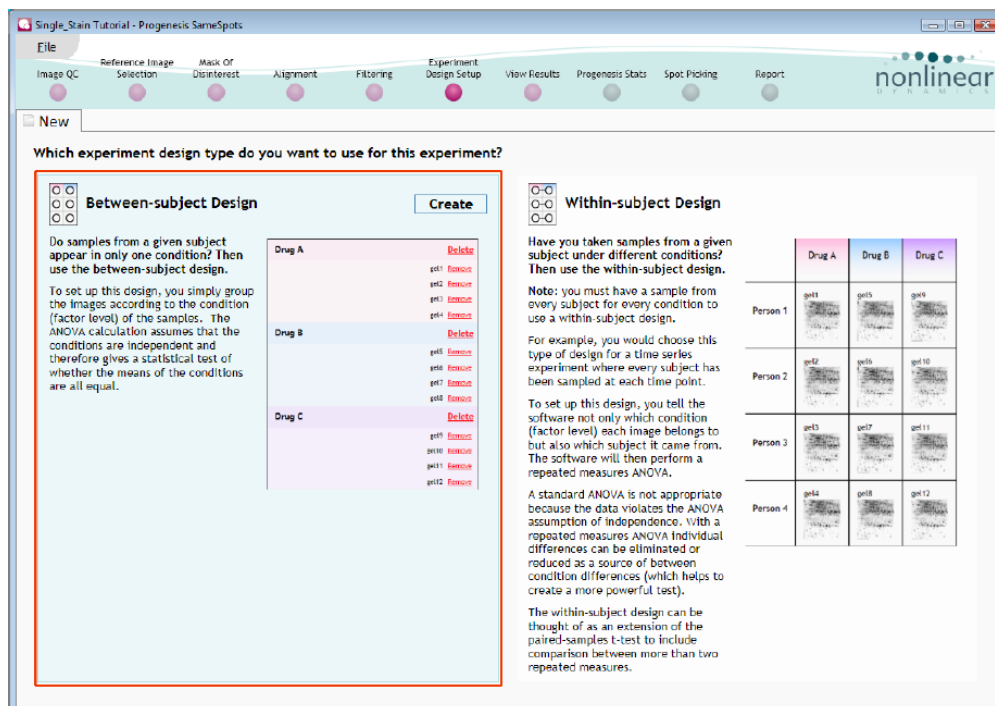 Single_Stain Tutorial - Progenesis SameSpots
File
Image QC
Reference Image
Selection
Mask Of
Disinterest
Alignment
Filtering
Experiment
Design Setup
View Results
Progenesis Stats
Spot Picking
Report
nonlinear
DYNAMICS
New
Which experiment design type do you want to use for this experiment?
Between-subject Design
Create
Do samples from a given subject
appear in only one condition? Then
use the between-subject design.
To set up this design, you simply group
the images according to the condition
(factor level) of the samples. The
ANOVA calculation assumes that the
conditions are independent and
therefore gives a statistical test of
whether the means of the conditions
are all equal.
Drug A Delete
gel1 Remove
gel2 Remove
gel3 Remove
gel4 Remove
Drug B Delete
gel5 Remove
gel6 Remove
gel7 Remove
gel8 Remove
Drug C Delete
gel9 Remove
gel10 Remove
gel11 Remove
gel12 Remove
Within-subject Design
Have you taken samples from a given
subject under different conditions?
Then use the within-subject design.
Note: you must have a sample from
every subject for every condition to
use a within-subject design.
For example, you would choose this
type of design for a time series
experiment where every subject has
been sampled at each time point.
To set up this design, you tell the
software not only which condition
(factor level) each image belongs to
but also which subject it came from.
The software will then perform a
repeated measures ANOVA.
A standard ANOVA is not appropriate
because the data violates the ANOVA
assumption of independence. With a
repeated measures ANOVA individual
differences can be eliminated or
reduced as a source of between
condition differences (which helps to
create a more powerful test).
The within-subject design can be
thought of as an extension of the
paired-samples t-test to include
comparison between more than two
repeated measures.
Drug A Drug B Drug C
Person 1 gel1 gel5 gel9
Person 2 gel2 gel6 gel10
Person 3 gel3 gel7 gel11
Person 4 gel4 gel8 gel12